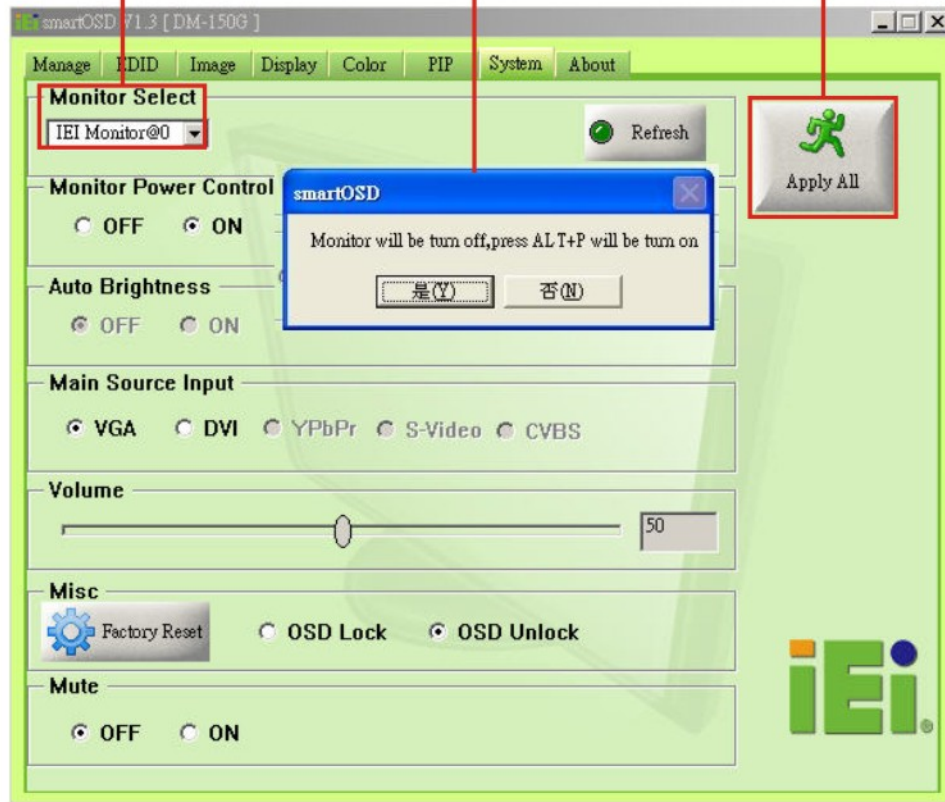 iEi smartOSD V1.3 [ DM-150G ]
Manage EDID Image Display Color PIP System About
Monitor Select
IEI Monitor@0
Refresh
Apply All
Monitor Power Control
OFF ON
smartOSD
Monitor will be turn off,press ALT+P will be turn on
是(Y) 否(N)
Auto Brightness
OFF ON
Main Source Input
VGA DVI YPbPr S-Video CVBS
Volume
50
Misc
Factory Reset OSD Lock OSD Unlock
Mute
OFF ON
iEi®